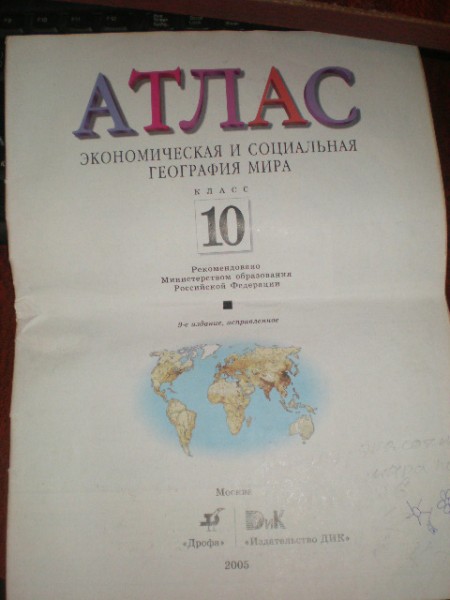 АТЛАС
ЭКОНОМИЧЕСКАЯ И СОЦИАЛЬНАЯ
ГЕОГРАФИЯ МИРА
КЛАСС
10
Рекомендовано
Министерством образования
Российской Федерации
9-е издание, исправленное
Москва
ДиК
«Дрофа» «Издательство ДИК»
2005